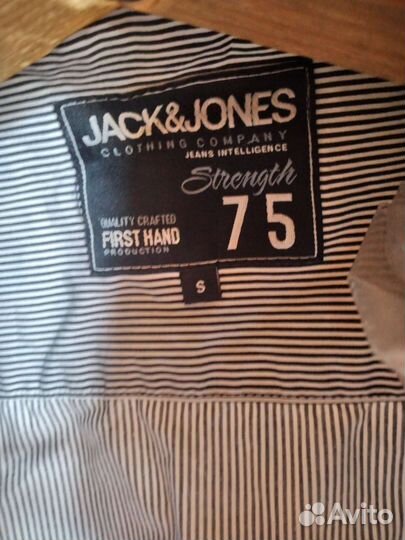 JACK&JONES
CLOTHING COMPANY
JEANS INTELLIGENCE
Strength
75
QUALITY CRAFTED
FIRST HAND
PRODUCTION
S
Avito